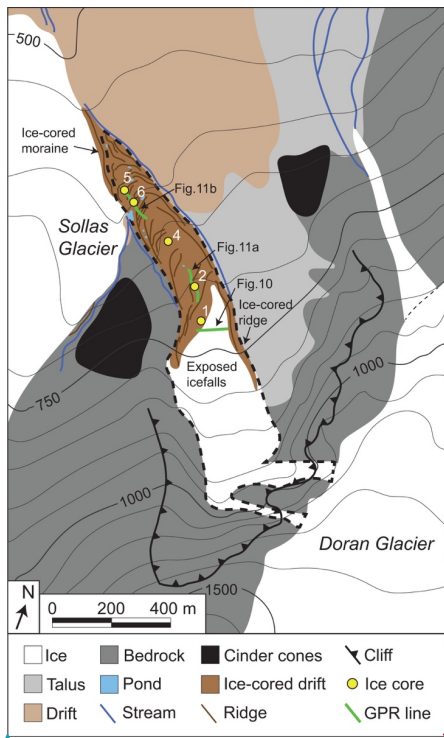 500
Ice-cored
moraine
Fig.11b
5
6
Sollas
Glacier
4
Fig.11a
2
Fig.10
Ice-cored
ridge
1
1000
Exposed
icefalls
750
1000
Doran Glacier
N
1500
0 200 400 m
Ice Bedrock Cinder cones Cliff
Talus Pond Ice-cored drift Ice core
Drift Stream Ridge GPR line